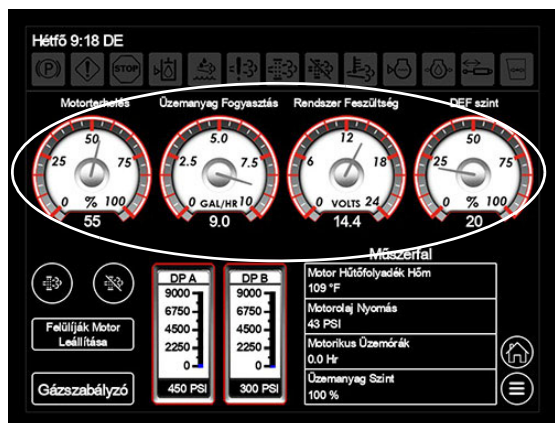 Hétfő 9:18 DE
(P)
STOP
Motorterhelés Üzemanyag Fogyasztás Rendszer Feszültség DEF szint
50 5.0 12 50
25 75 2.5 7.5 6 18 25 75
0 % 100 0 GAL/HR 10 0 VOLTS 24 0 % 100
55 9.0 14.4 20
Műszerfal
DP A DP B
9000 9000
6750 6750
4500 4500
2250 2250
0 0
450 PSI 300 PSI
Motor Hűtőfolyadék Hőm
109 °F
Motorolaj Nyomás
43 PSI
Motorikus Üzemórák
0.0 Hr
Üzemanyag Szint
100 %
Felülíják Motor
Leállítása
Gázszabályzó